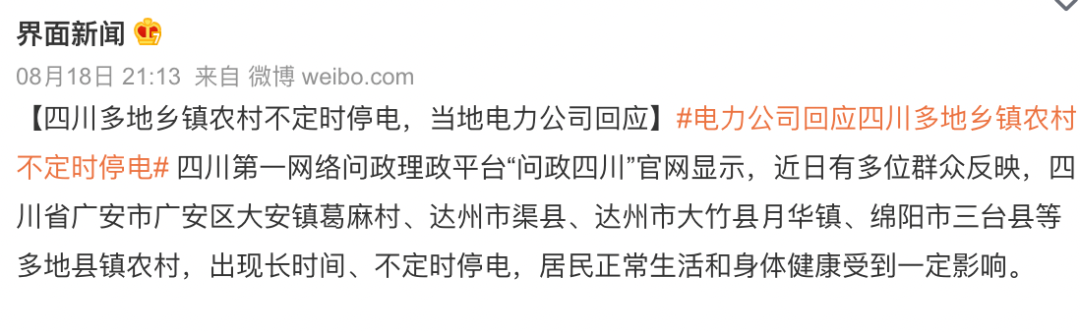 界面新闻
08月18日 21:13 来自 微博 weibo.com
【四川多地乡镇农村不定时停电，当地电力公司回应】#电力公司回应四川多地乡镇农村
不定时停电# 四川第一网络问政理政平台“问政四川”官网显示，近日有多位群众反映，四
川省广安市广安区大安镇葛麻村、达州市渠县、达州市大竹县月华镇、绵阳市三台县等
多地县镇农村，出现长时间、不定时停电，居民正常生活和身体健康受到一定影响。